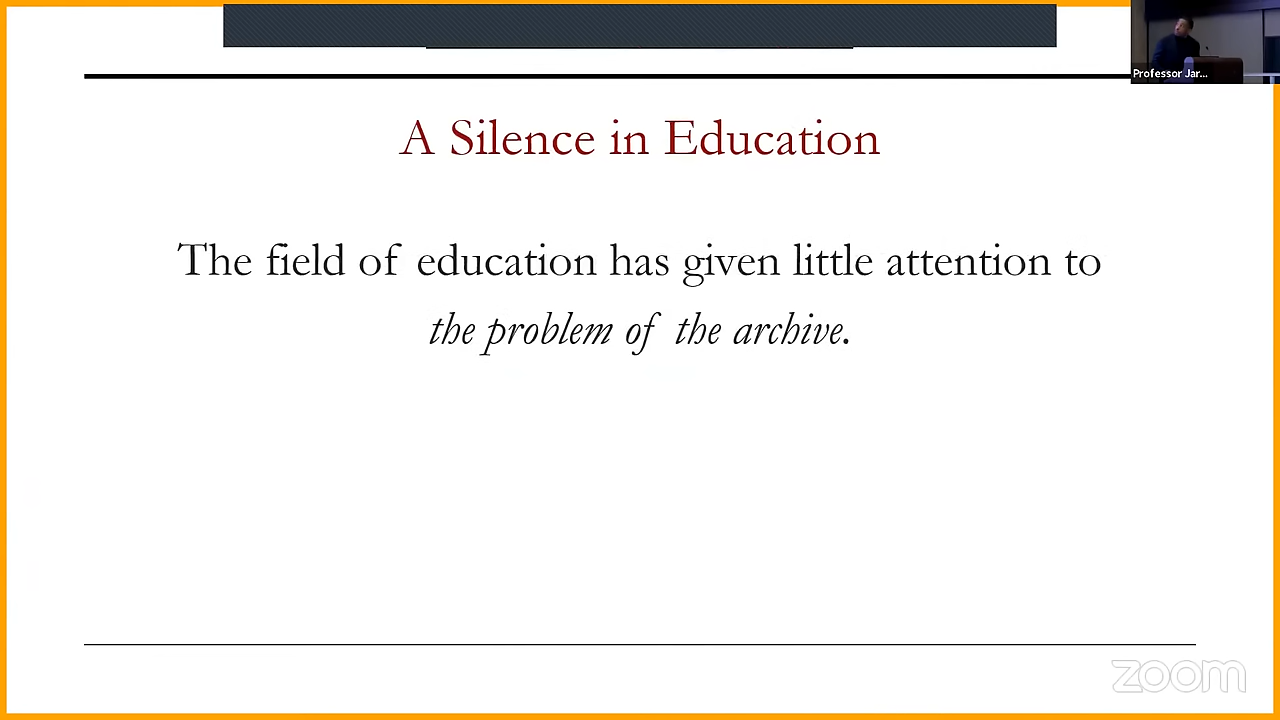 Professor Jar...
A Silence in Education
The field of education has given little attention to
the problem of the archive.
zoom